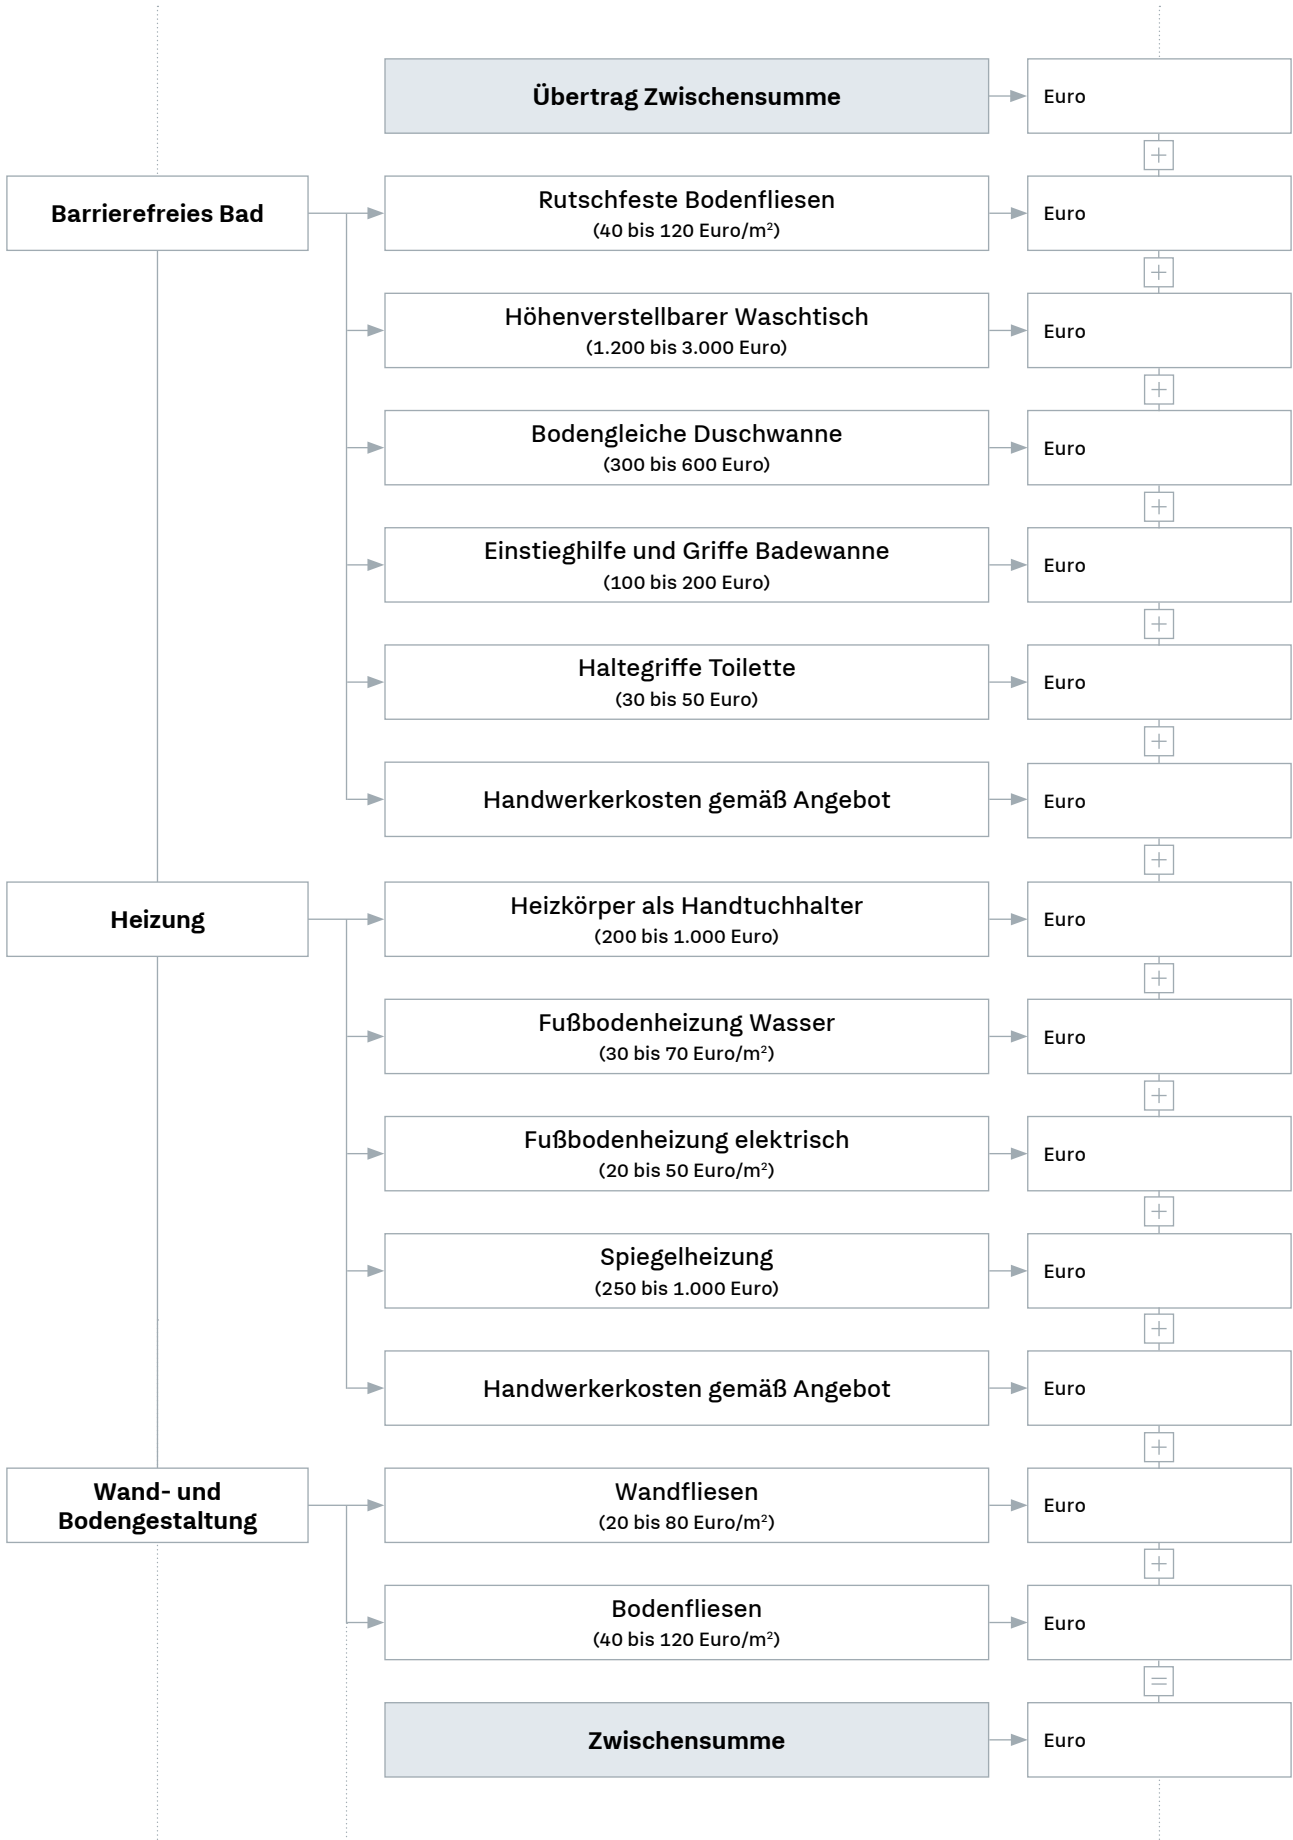 Übertrag Zwischensumme
Euro
+
Barrierefreies Bad
Rutschfeste Bodenfliesen
(40 bis 120 Euro/m²)
Euro
+
Höhenverstellbarer Waschtisch
(1.200 bis 3.000 Euro)
Euro
+
Bodengleiche Duschwanne
(300 bis 600 Euro)
Euro
+
Einstieghilfe und Griffe Badewanne
(100 bis 200 Euro)
Euro
+
Haltegriffe Toilette
(30 bis 50 Euro)
Euro
+
Handwerkerkosten gemäß Angebot
Euro
+
Heizung
Heizkörper als Handtuchhalter
(200 bis 1.000 Euro)
Euro
+
Fußbodenheizung Wasser
(30 bis 70 Euro/m²)
Euro
+
Fußbodenheizung elektrisch
(20 bis 50 Euro/m²)
Euro
+
Spiegelheizung
(250 bis 1.000 Euro)
Euro
+
Handwerkerkosten gemäß Angebot
Euro
+
Wand- und
Bodengestaltung
Wandfliesen
(20 bis 80 Euro/m²)
Euro
+
Bodenfliesen
(40 bis 120 Euro/m²)
Euro
=
Zwischensumme
Euro